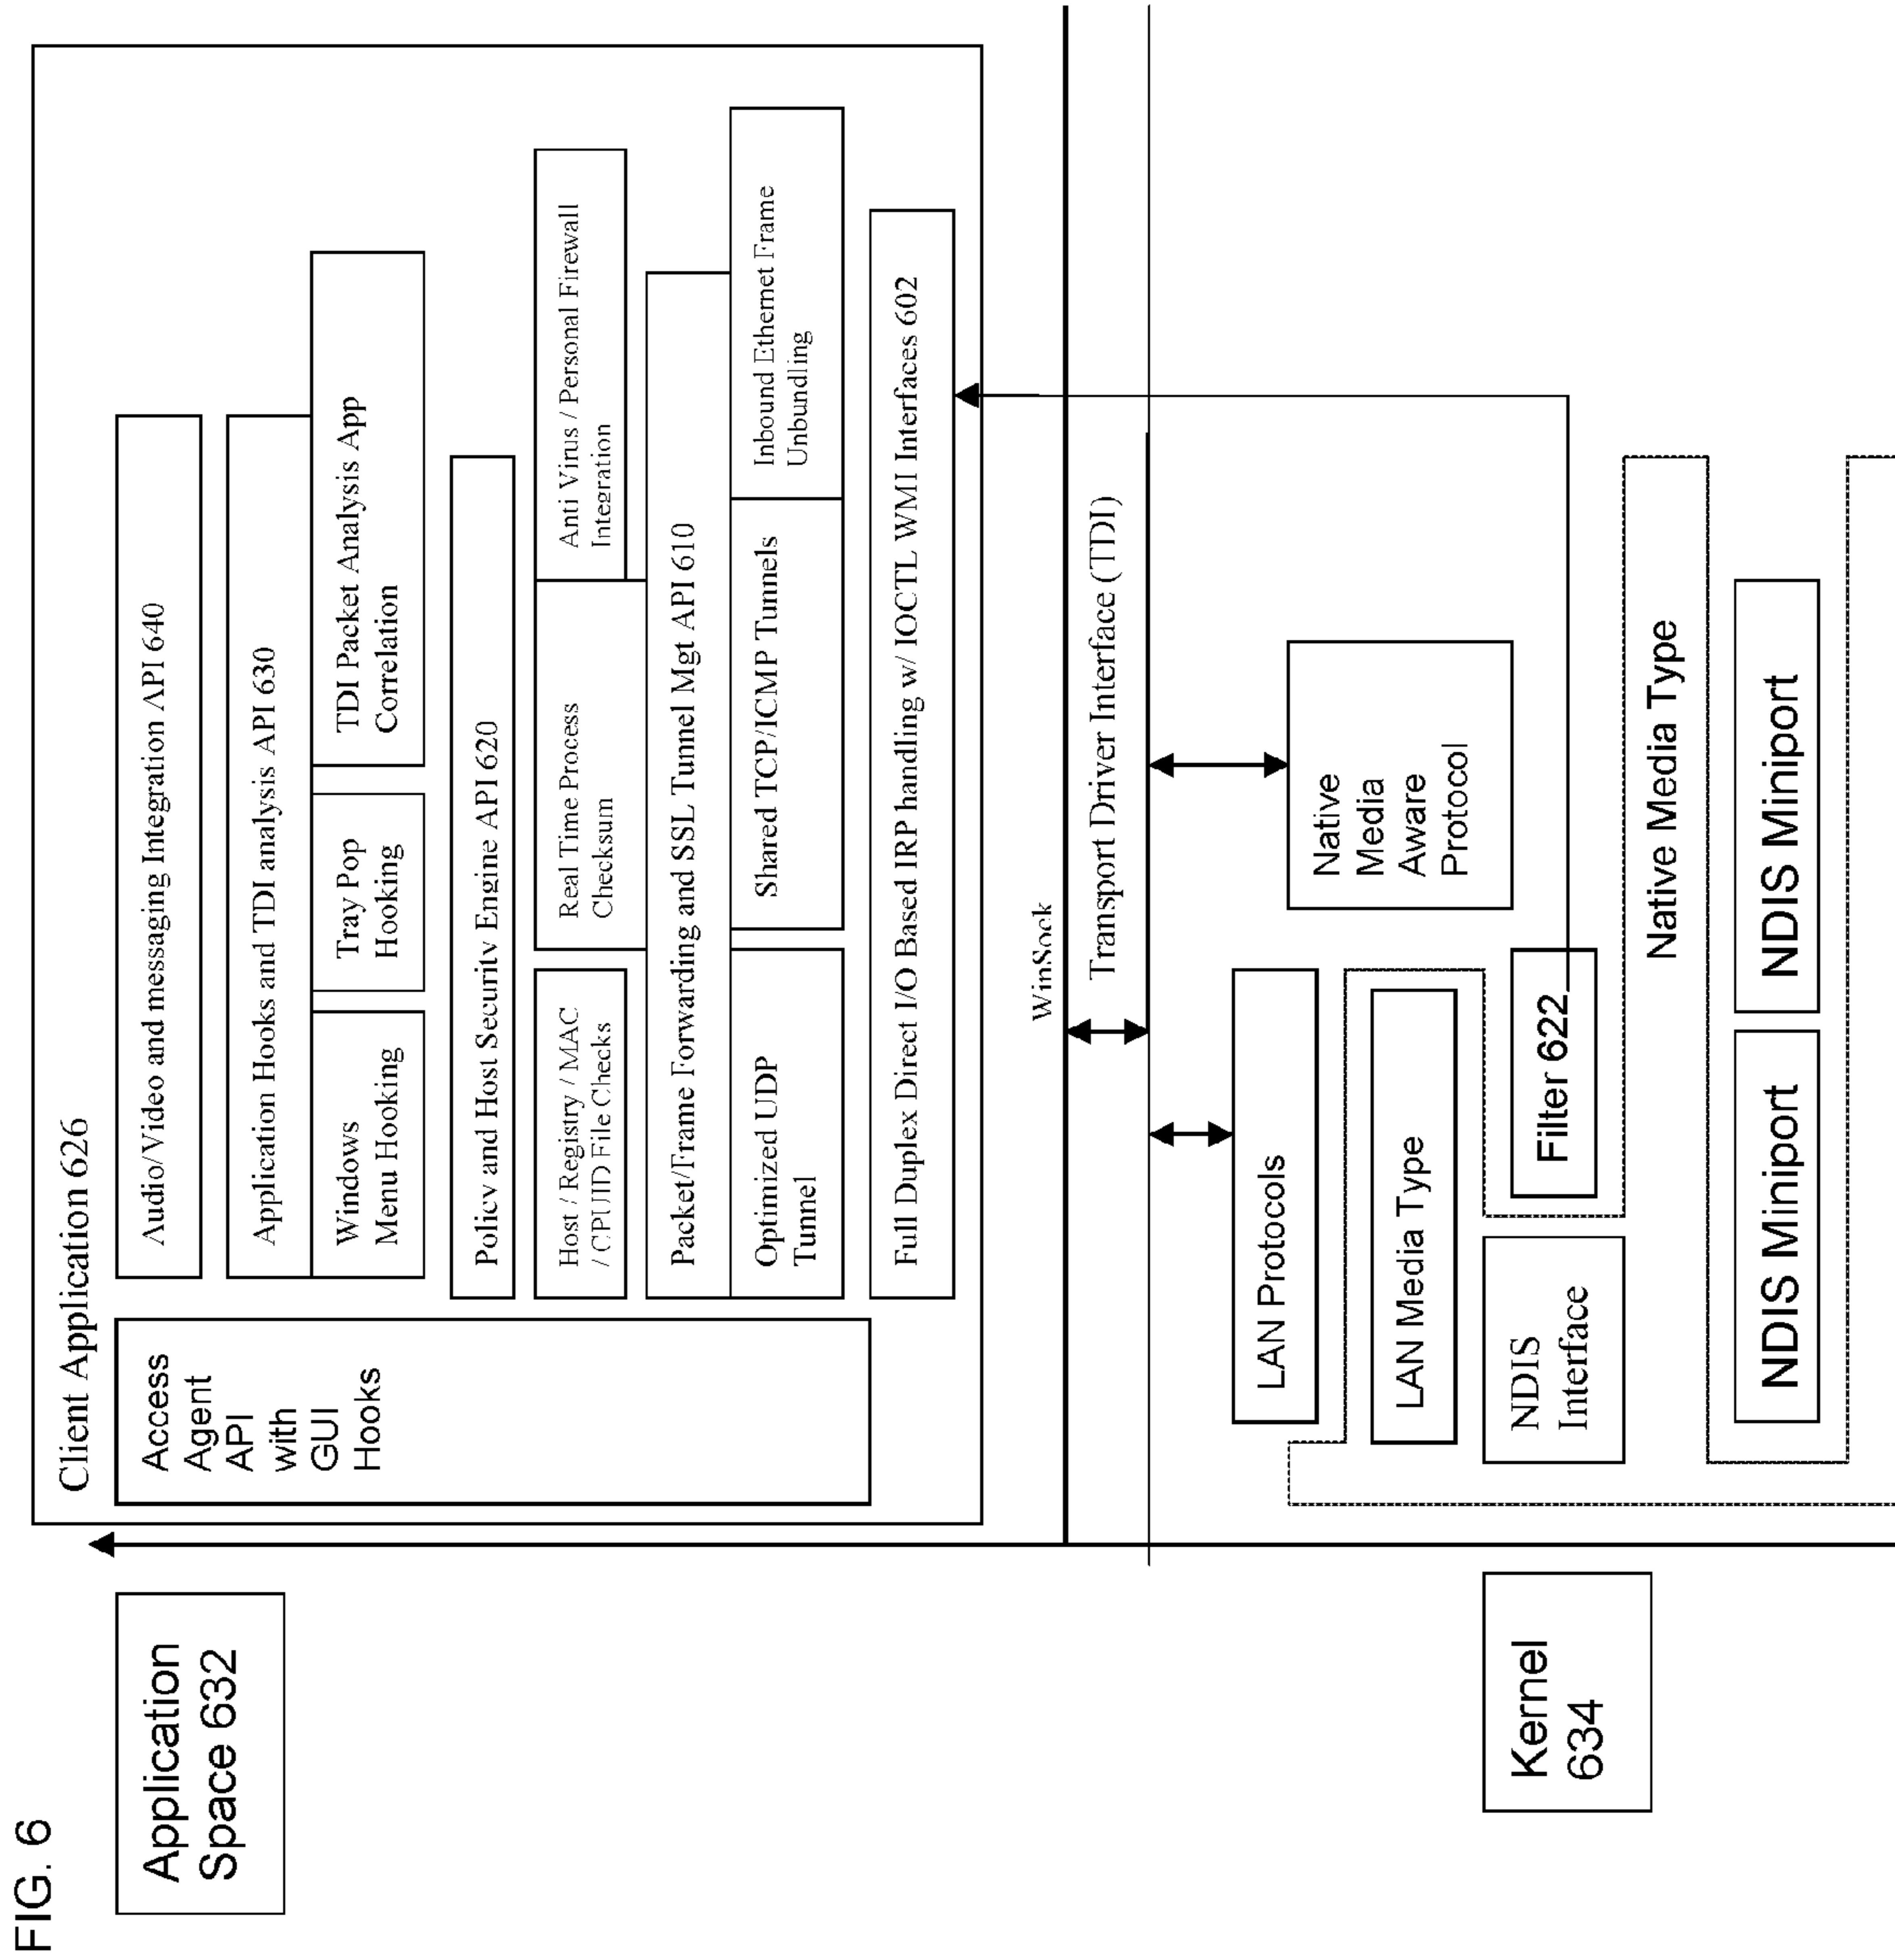 FIG. 6
Application
Space 632
Client Application 626
Access
Agent
API
with
GUI
Hooks
Audio/Video and messaging Integration API 640
Application Hooks and TDI analysis API 630
Windows
Menu Hooking
Tray Pop
Hooking
TDI Packet Analysis App
Correlation
Policy and Host Security Engine API 620
Host / Registry / MAC
/ CPUID File Checks
Real Time Process
Checksum
Anti Virus / Personal Firewall
Integration
Packet/Frame Forwarding and SSL Tunnel Mgt API 610
Optimized UDP
Tunnel
Shared TCP/ICMP Tunnels
Inbound Ethernet Frame
Unbundling
Full Duplex Direct I/O Based IRP handling w/ IOCTL WMI Interfaces 602
WinSock
Transport Driver Interface (TDI)
Kernel
634
LAN Protocols
Native
Media
Aware
Protocol
LAN Media Type
NDIS
Interface
Filter 622
Native Media Type
NDIS Miniport
NDIS Miniport